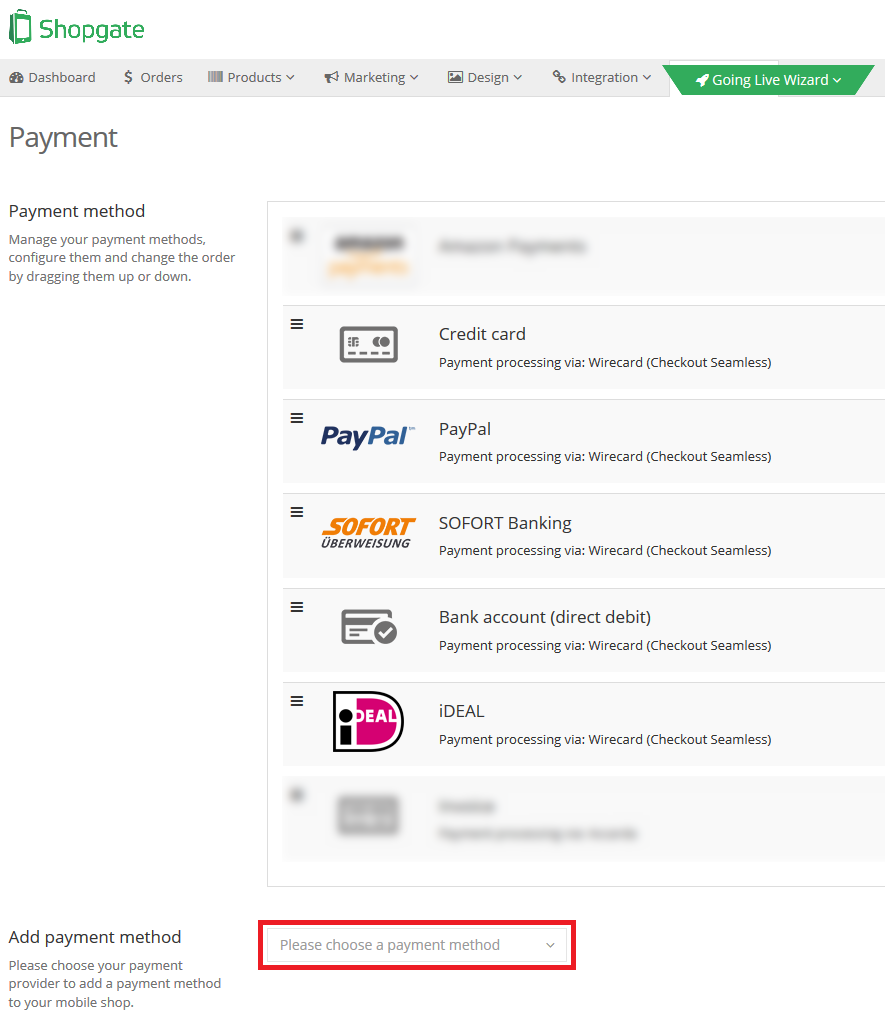 Shopgate
Dashboard $ Orders Products Marketing Design Integration Going Live Wizard
Payment
Payment method
Manage your payment methods,
configure them and change the order
by dragging them up or down.
amazon
payments
Amazon Payments
Credit card
Payment processing via: Wirecard (Checkout Seamless)
PayPal
PayPal
Payment processing via: Wirecard (Checkout Seamless)
SOFORT
ÜBERWEISUNG
SOFORT Banking
Payment processing via: Wirecard (Checkout Seamless)
Bank account (direct debit)
Payment processing via: Wirecard (Checkout Seamless)
iDEAL
iDEAL
Payment processing via: Wirecard (Checkout Seamless)
Add payment method
Please choose a payment method
Please choose your payment
provider to add a payment method
to your mobile shop.